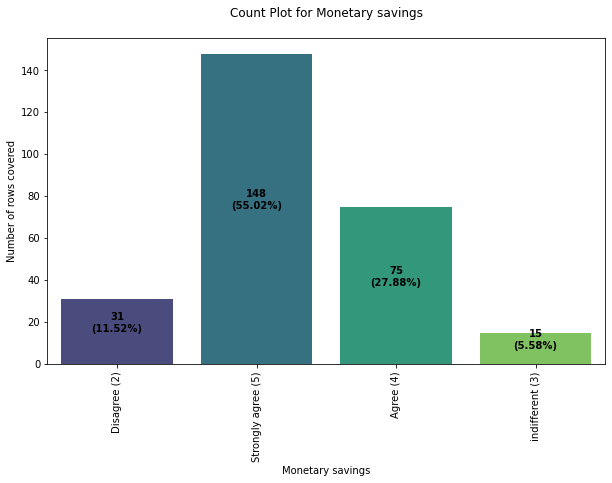 Count Plot for Monetary savings
Number of rows covered
140
120
100
80
60
40
20
0
31
(11.52%)
148
(55.02%)
75
(27.88%)
15
(5.58%)
Disagree (2)
Strongly agree (5)
Agree (4)
indifferent (3)
Monetary savings